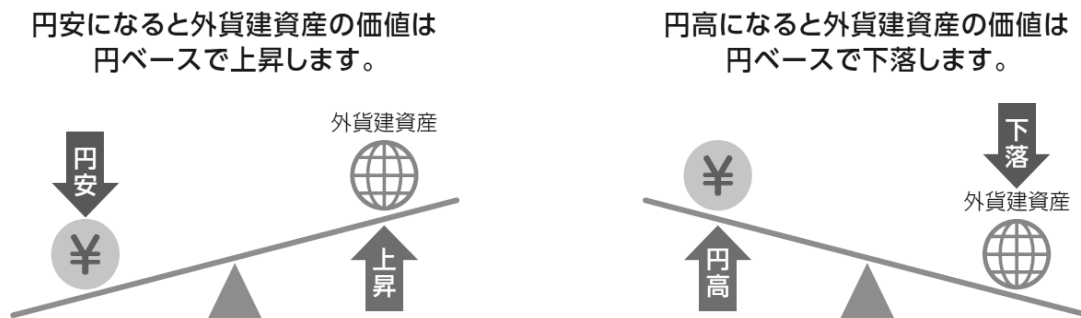 円安になると外貨建資産の価値は
円ベースで上昇します。
外貨建資産
円安
¥
上昇
円高になると外貨建資産の価値は
円ベースで下落します。
下落
¥
外貨建資産
円高